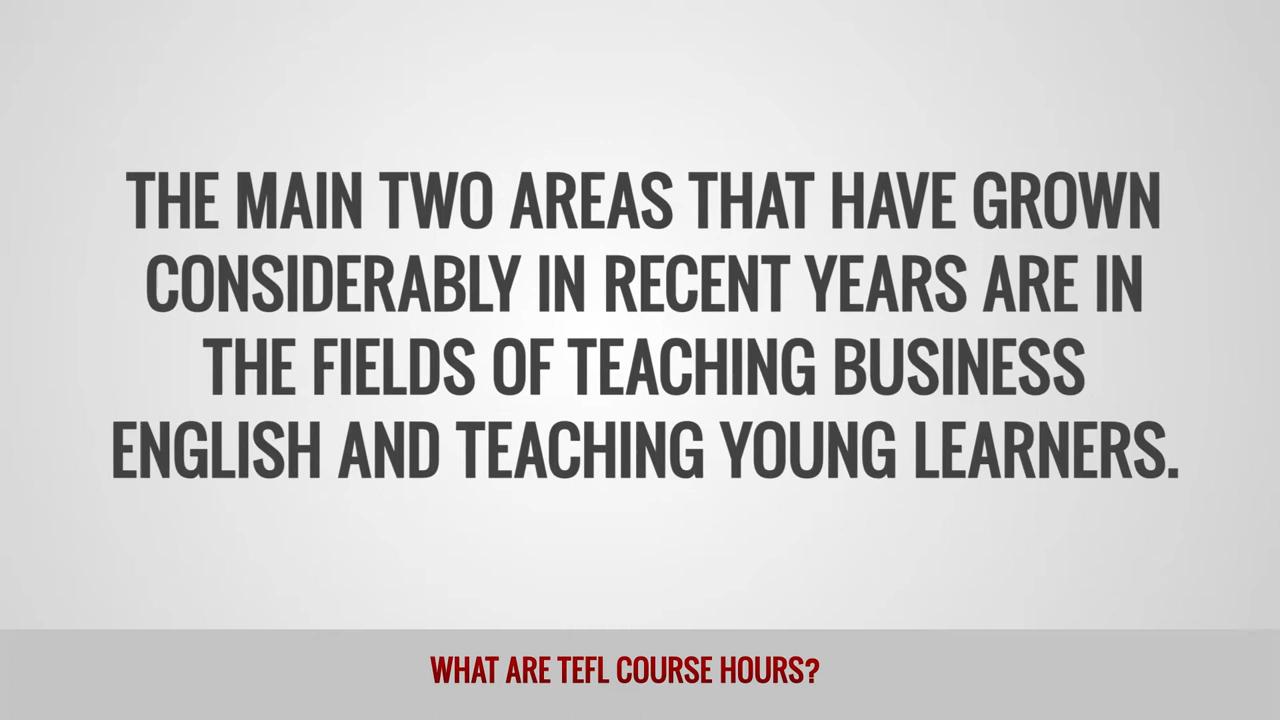 THE MAIN TWO AREAS THAT HAVE GROWN
CONSIDERABLY IN RECENT YEARS ARE IN
THE FIELDS OF TEACHING BUSINESS
ENGLISH AND TEACHING YOUNG LEARNERS.
WHAT ARE TEFL COURSE HOURS?